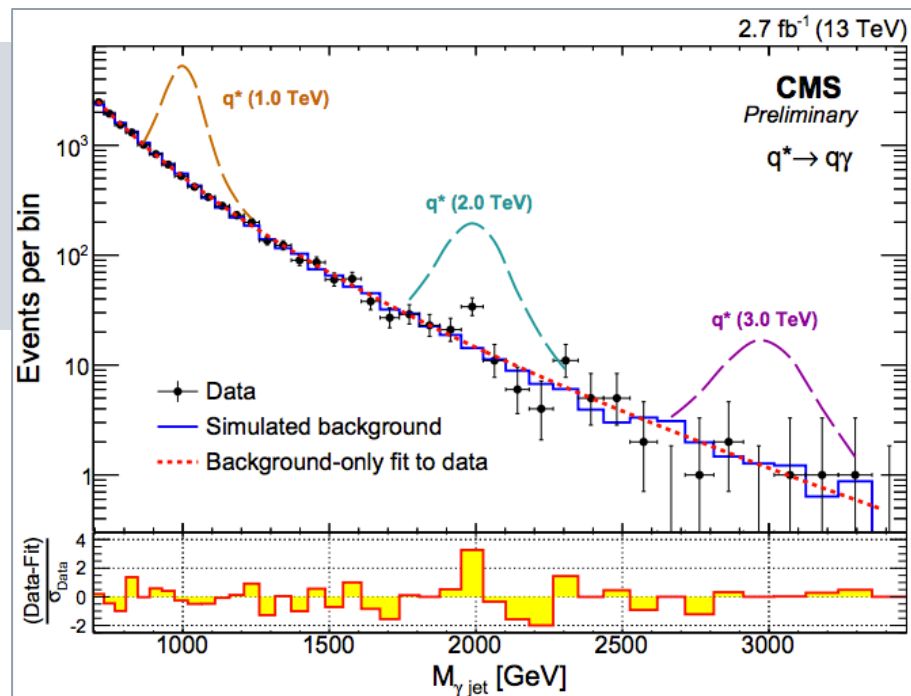 2.7 fb⁻¹ (13 TeV)
CMS
Preliminary
q* → qγ
q* (1.0 TeV)
q* (2.0 TeV)
q* (3.0 TeV)
Events per bin
10³
10²
10
1
Data
Simulated background
Background-only fit to data
(Data-Fit)
σData
4
2
0
-2
1000 1500 2000 2500 3000
Mγ jet [GeV]